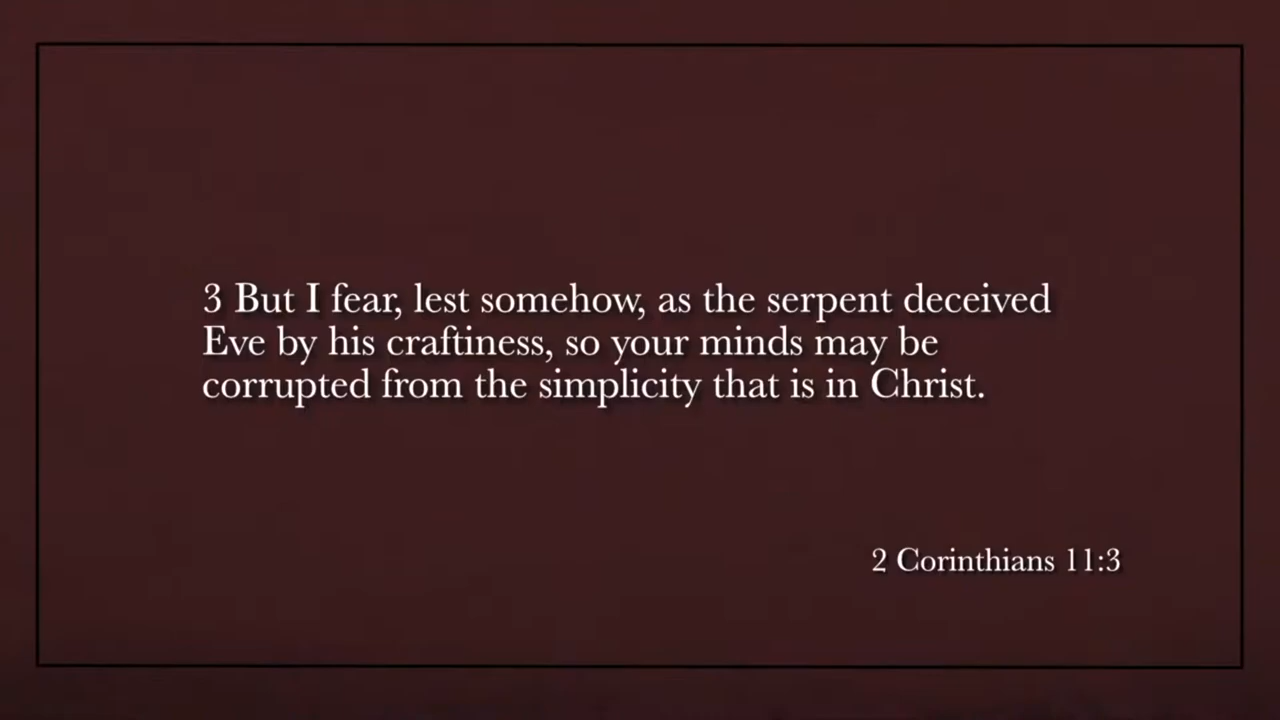 3 But I fear, lest somehow, as the serpent deceived
Eve by his craftiness, so your minds may be
corrupted from the simplicity that is in Christ.
2 Corinthians 11:3